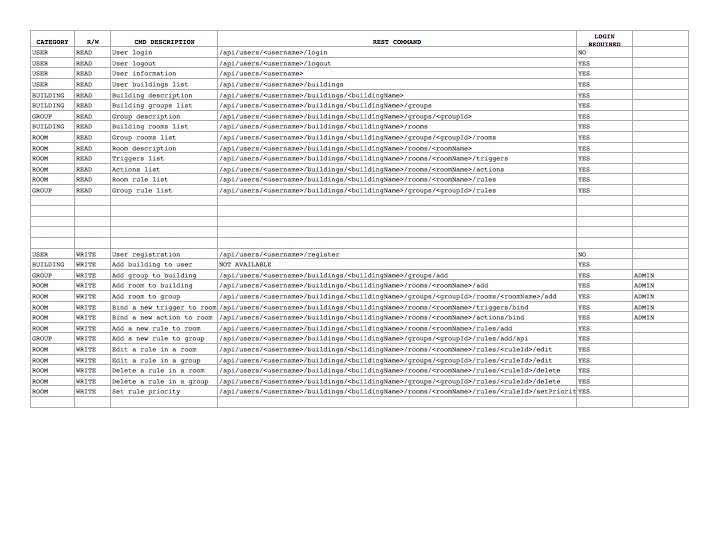 CATEGORY R/W CMD DESCRIPTION REST COMMAND LOGIN REQUIRED
USER READ User login /api/users/<username>/login NO
USER READ User logout /api/users/<username>/logout YES
USER READ User information /api/users/<username> YES
USER READ User buildings list /api/users/<username>/buildings YES
BUILDING READ Building description /api/users/<username>/buildings/<buildingName> YES
BUILDING READ Building groups list /api/users/<username>/buildings/<buildingName>/groups YES
GROUP READ Group description /api/users/<username>/buildings/<buildingName>/groups/<groupId> YES
BUILDING READ Building rooms list /api/users/<username>/buildings/<buildingName>/rooms YES
ROOM READ Group rooms list /api/users/<username>/buildings/<buildingName>/groups/<groupId>/rooms YES
ROOM READ Room description /api/users/<username>/buildings/<buildingName>/rooms/<roomName> YES
ROOM READ Triggers list /api/users/<username>/buildings/<buildingName>/rooms/<roomName>/triggers YES
ROOM READ Actions list /api/users/<username>/buildings/<buildingName>/rooms/<roomName>/actions YES
ROOM READ Room rule list /api/users/<username>/buildings/<buildingName>/rooms/<roomName>/rules YES
GROUP READ Group rule list /api/users/<username>/buildings/<buildingName>/groups/<groupId>/rules YES
USER WRITE User registration /api/users/<username>/register NO
BUILDING WRITE Add building to user NOT AVAILABLE YES
GROUP WRITE Add group to building /api/users/<username>/buildings/<buildingName>/groups/add YES ADMIN
ROOM WRITE Add room to building /api/users/<username>/buildings/<buildingName>/rooms/<roomName>/add YES ADMIN
ROOM WRITE Add room to group /api/users/<username>/buildings/<buildingName>/groups/<groupId>/rooms/<roomName>/add YES ADMIN
ROOM WRITE Bind a new trigger to room /api/users/<username>/buildings/<buildingName>/rooms/<roomName>/triggers/bind YES ADMIN
ROOM WRITE Bind a new action to room /api/users/<username>/buildings/<buildingName>/rooms/<roomName>/actions/bind YES ADMIN
ROOM WRITE Add a new rule to room /api/users/<username>/buildings/<buildingName>/rooms/<roomName>/rules/add YES
GROUP WRITE Add a new rule to group /api/users/<username>/buildings/<buildingName>/groups/<groupId>/rules/add/api YES
ROOM WRITE Edit a rule in a room /api/users/<username>/buildings/<buildingName>/rooms/<roomName>/rules/<ruleId>/edit YES
ROOM WRITE Edit a rule in a group /api/users/<username>/buildings/<buildingName>/groups/<groupId>/rules/<ruleId>/edit YES
ROOM WRITE Delete a rule in a room /api/users/<username>/buildings/<buildingName>/rooms/<roomName>/rules/<ruleId>/delete YES
ROOM WRITE Delete a rule in a group /api/users/<username>/buildings/<buildingName>/groups/<groupId>/rules/<ruleId>/delete YES
ROOM WRITE Set rule priority /api/users/<username>/buildings/<buildingName>/rooms/<roomName>/rules/<ruleId>/setPriorit YES